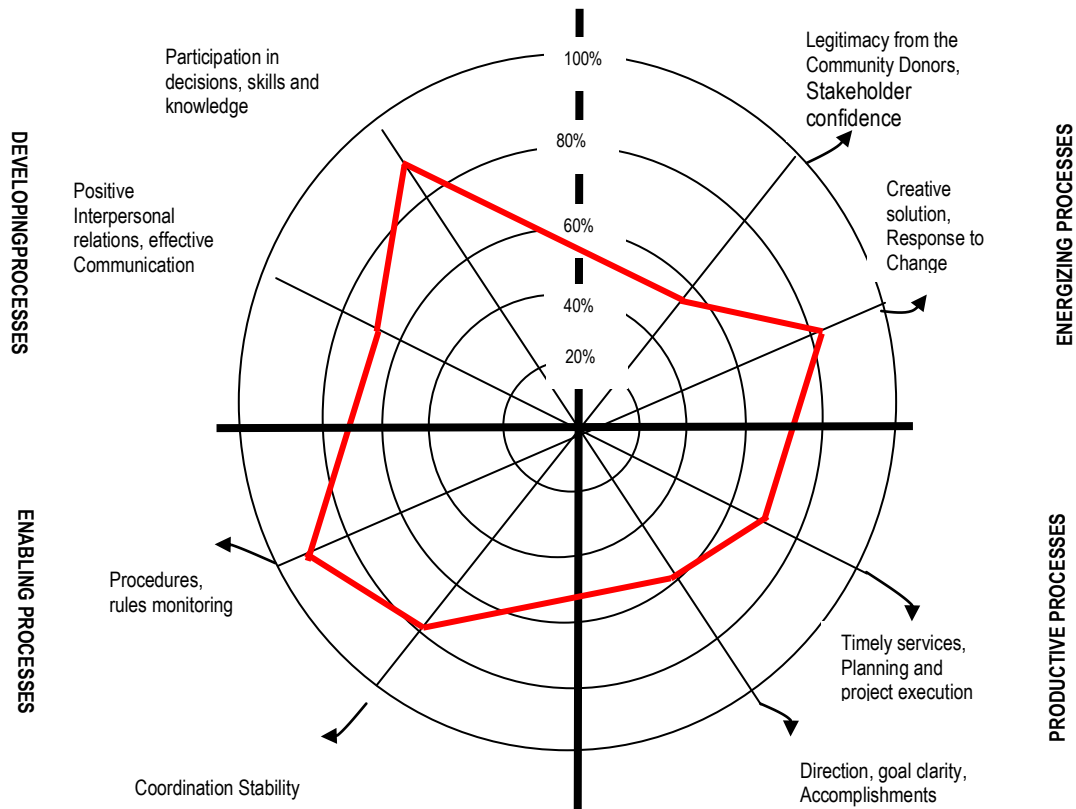 Participation in
decisions, skills and
knowledge
100%
Legitimacy from the
Community Donors,
Stakeholder
confidence
80%
DEVELOPINGPROCESSES
ENERGIZING PROCESSES
Positive
Interpersonal
relations, effective
Communication
60%
Creative
solution,
Response to
Change
40%
20%
ENABLING PROCESSES
PRODUCTIVE PROCESSES
Procedures,
rules monitoring
Timely services,
Planning and
project execution
Coordination Stability
Direction, goal clarity,
Accomplishments